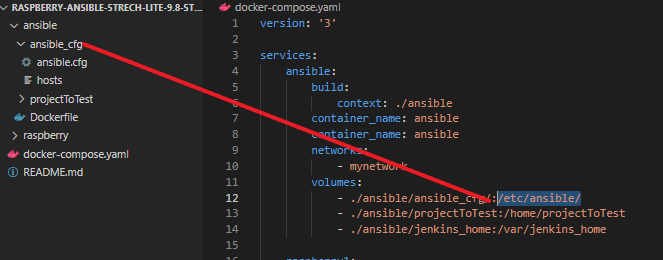 RASPBERRY-ANSIBLE-STRECH-LITE-9.8-ST...
ansible
ansible_cfg
ansible.cfg
hosts
projectToTest
Dockerfile
raspberry
docker-compose.yaml
README.md
docker-compose.yaml
1 version: '3'
2
3 services:
4 ansible:
5 build:
6 context: ./ansible
7 container_name: ansible
8 container_name: ansible
9 networks:
10 - mynetwork
11 volumes:
12 - ./ansible/ansible_cfg/:/etc/ansible/
13 - ./ansible/projectToTest:/home/projectToTest
14 - ./ansible/jenkins_home:/var/jenkins_home
15